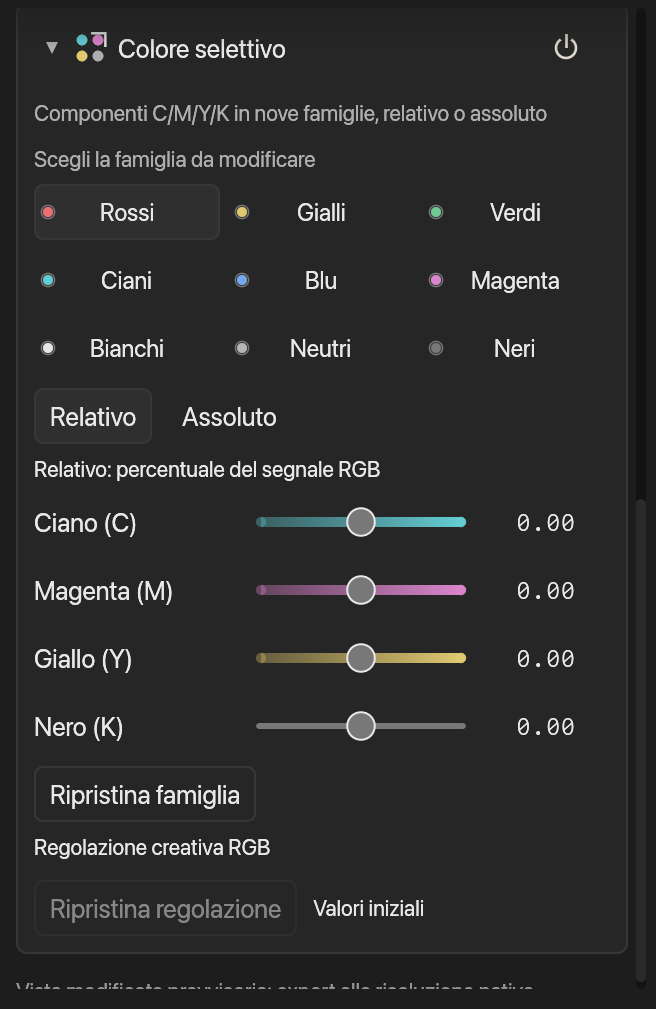 Colore selettivo
Componenti C/M/Y/K in nove famiglie, relativo o assoluto
Scegli la famiglia da modificare
Rossi Gialli Verdi
Ciani Blu Magenta
Bianchi Neutri Neri
Relativo Assoluto
Relativo: percentuale del segnale RGB
Ciano (C) 0.00
Magenta (M) 0.00
Giallo (Y) 0.00
Nero (K) 0.00
Ripristina famiglia
Regolazione creativa RGB
Ripristina regolazione Valori iniziali